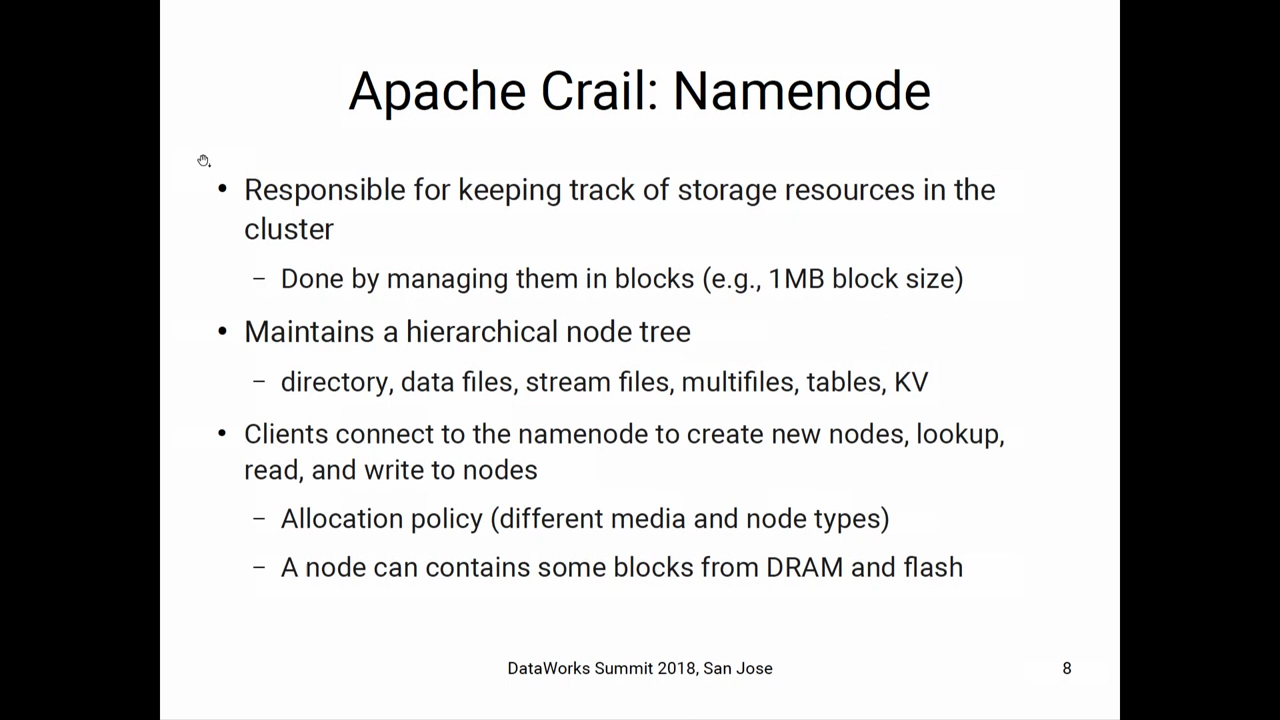 Apache Crail: Namenode
• Responsible for keeping track of storage resources in the
cluster
– Done by managing them in blocks (e.g., 1MB block size)
• Maintains a hierarchical node tree
– directory, data files, stream files, multifiles, tables, KV
• Clients connect to the namenode to create new nodes, lookup,
read, and write to nodes
– Allocation policy (different media and node types)
– A node can contains some blocks from DRAM and flash
DataWorks Summit 2018, San Jose
8